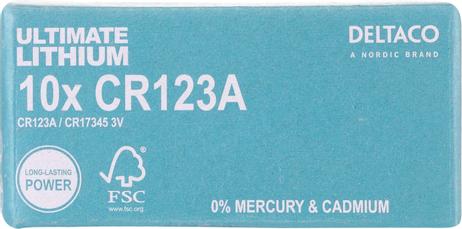 ULTIMATE
LITHIUM
10x CR123A
CR123A / CR17345 3V
DELTACO
A NORDIC BRAND
LONG-LASTING
POWER
FSC
www.fsc.org
0% MERCURY & CADMIUM